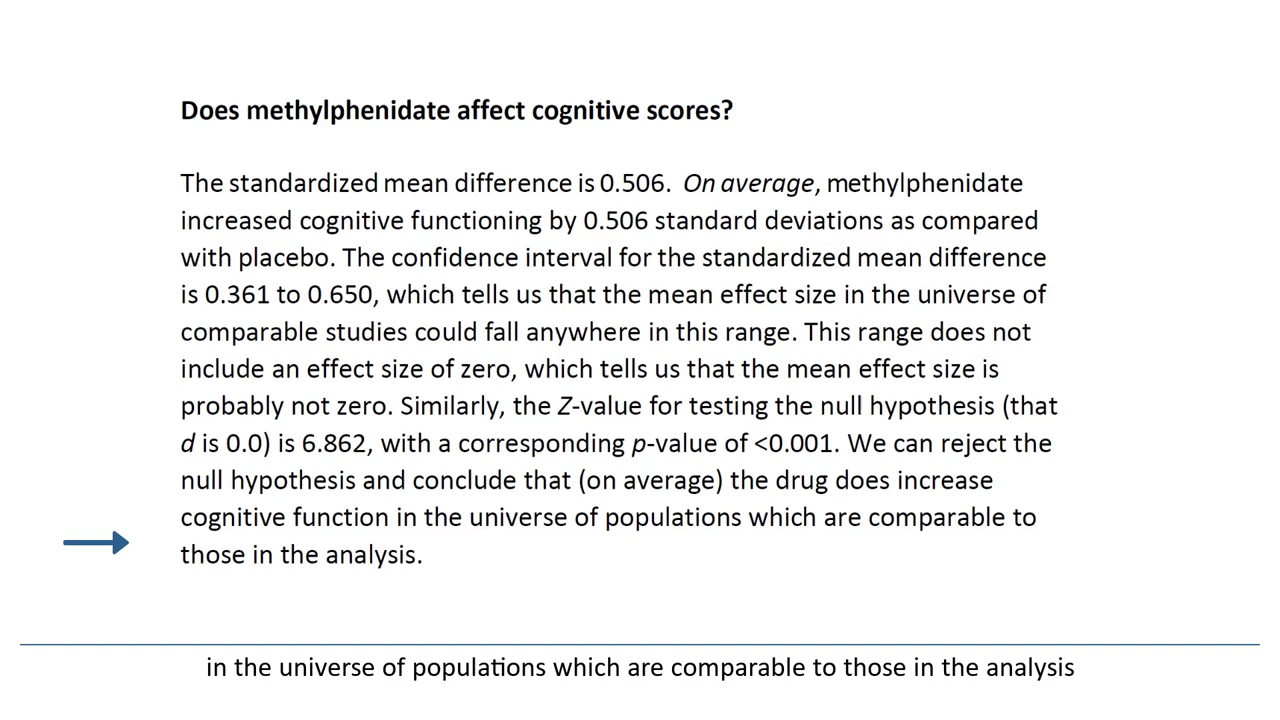 Does methylphenidate affect cognitive scores?
The standardized mean difference is 0.506. On average, methylphenidate
increased cognitive functioning by 0.506 standard deviations as compared
with placebo. The confidence interval for the standardized mean difference
is 0.361 to 0.650, which tells us that the mean effect size in the universe of
comparable studies could fall anywhere in this range. This range does not
include an effect size of zero, which tells us that the mean effect size is
probably not zero. Similarly, the Z-value for testing the null hypothesis (that
d is 0.0) is 6.862, with a corresponding p-value of <0.001. We can reject the
null hypothesis and conclude that (on average) the drug does increase
cognitive function in the universe of populations which are comparable to
those in the analysis.
in the universe of populations which are comparable to those in the analysis